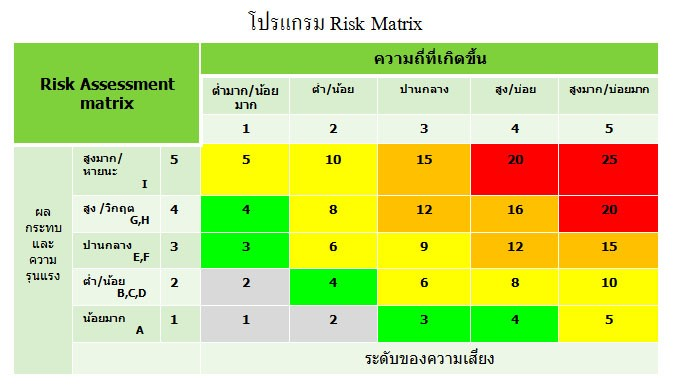 โปรแกรม Risk Matrix
Risk Assessment
matrix
ความถี่ที่เกิดขึ้น
ต่ำมาก/น้อย
มาก
ต่ำ/น้อย
ปานกลาง
สูง/บ่อย
สูงมาก/บ่อยมาก
1
2
3
4
5
ผล
กระทบ
และ
ความ
รุนแรง
สูงมาก/
หายนะ
I
5
5
10
15
20
25
สูง /วิกฤต
G,H
4
4
8
12
16
20
ปานกลาง
E,F
3
3
6
9
12
15
ต่ำ/น้อย
B,C,D
2
2
4
6
8
10
น้อยมาก
A
1
1
2
3
4
5
ระดับของความเสี่ยง